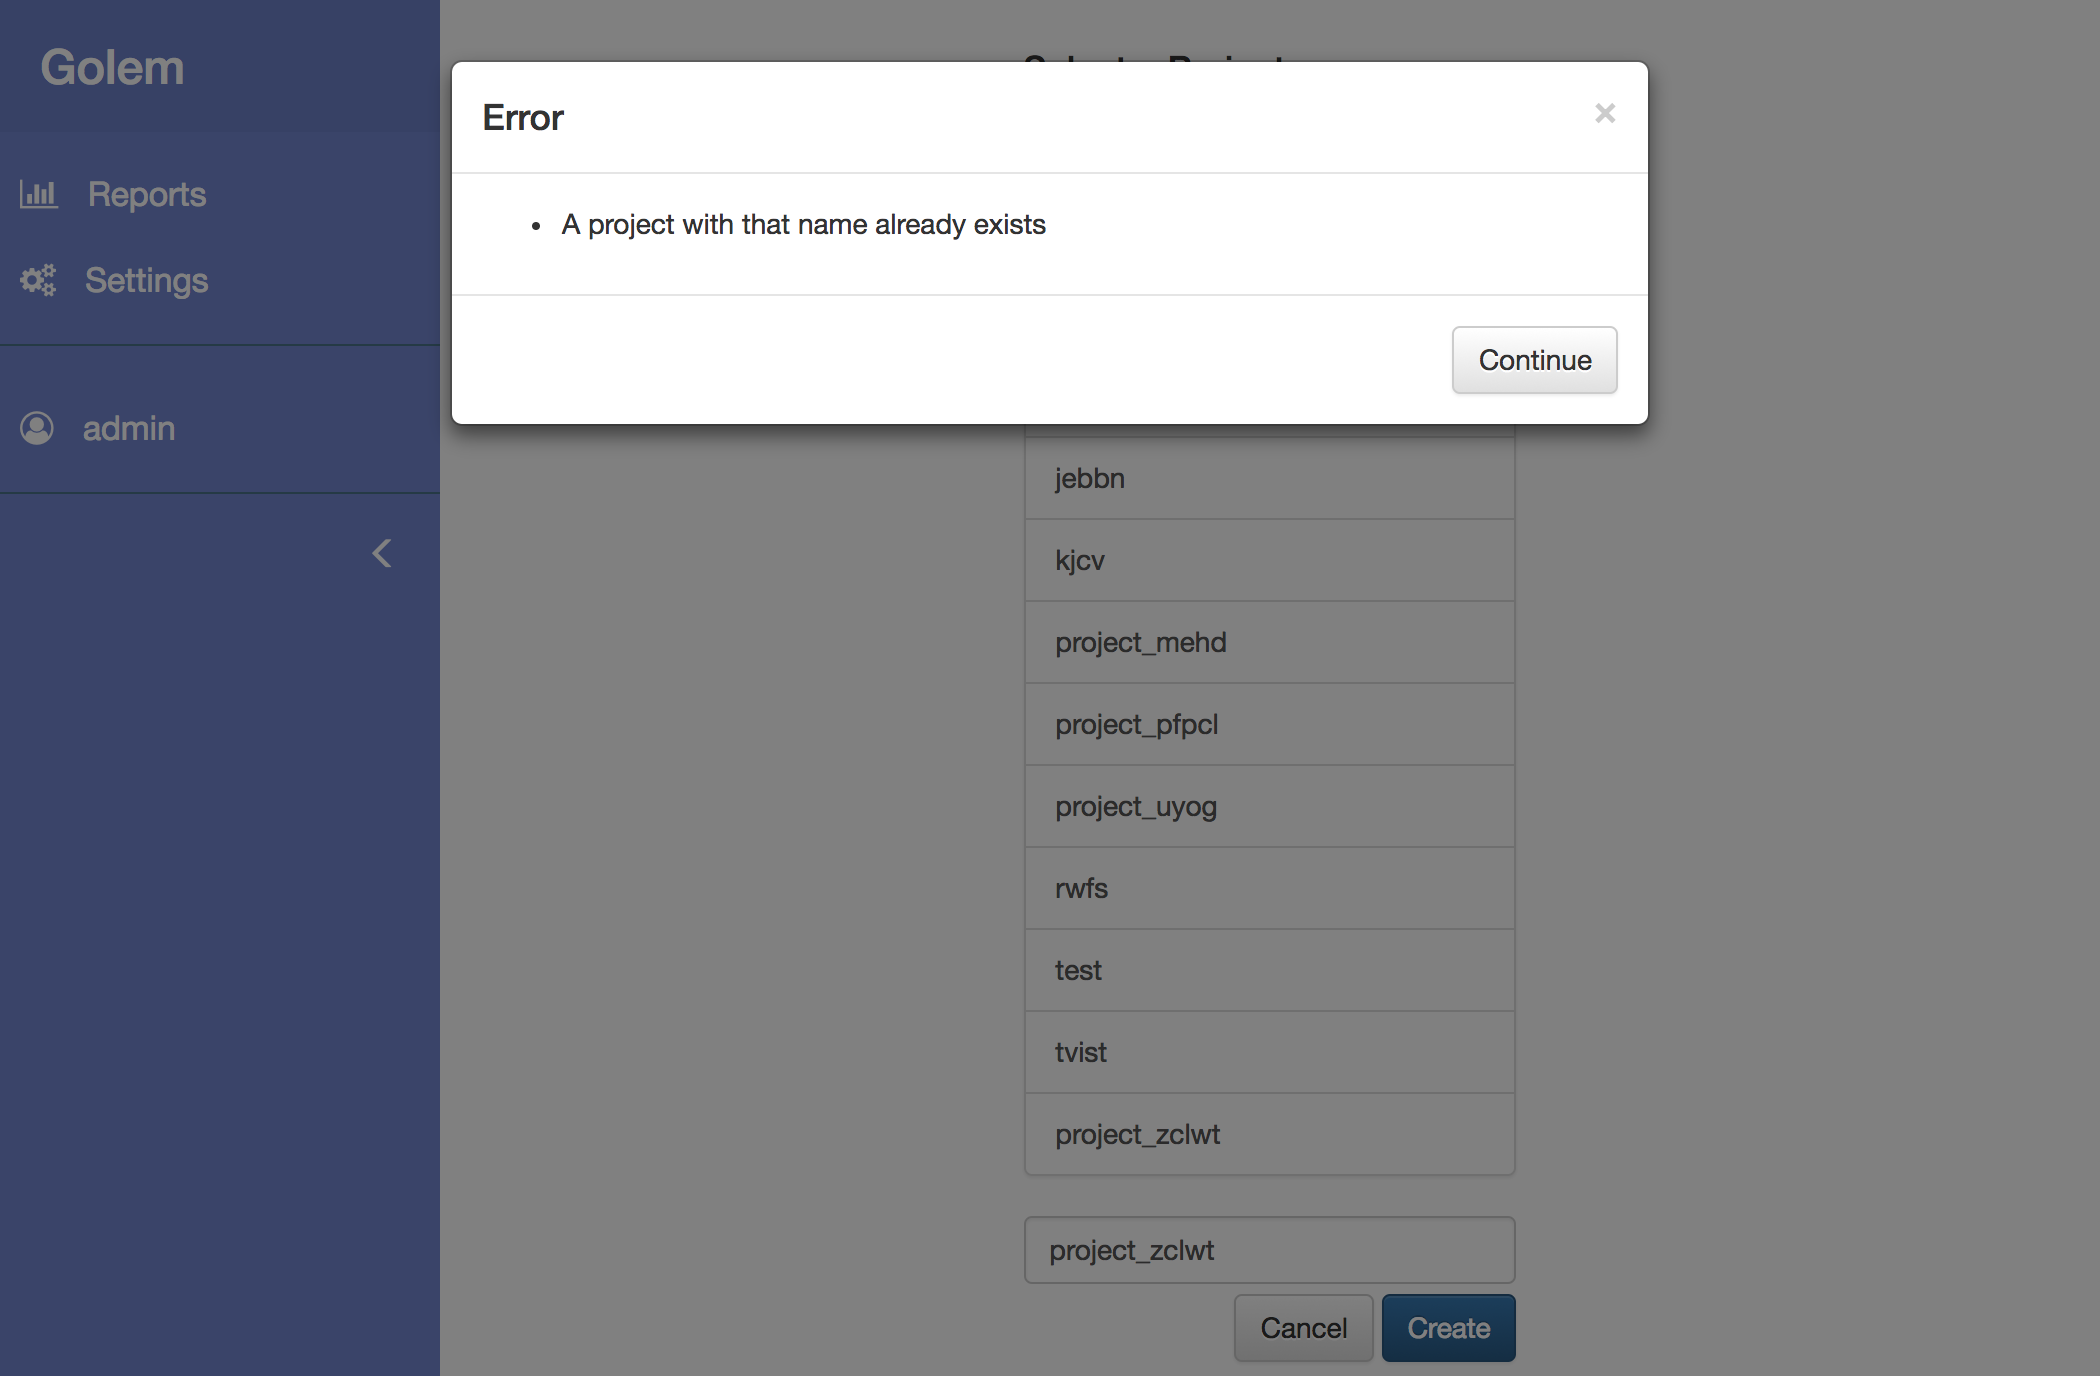 Golem
Reports
Settings
admin
Error
×
A project with that name already exists
Continue
jebbn
kjcv
project_mehd
project_pfpcl
project_uyog
rwfs
test
tvist
project_zclwt
project_zclwt
Cancel
Create